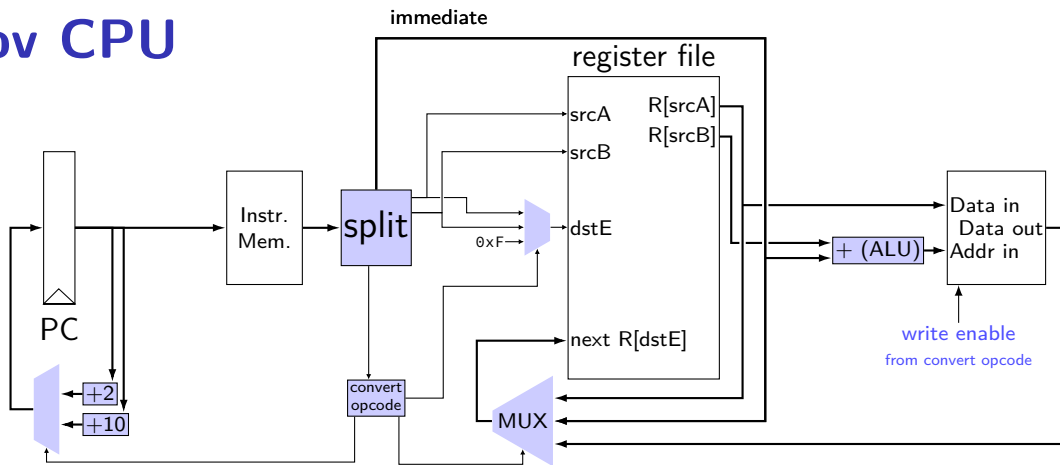 immediate
ov CPU
register file
srcA
R[srcA]
R[srcB]
srcB
Instr.
Mem.
split
dstE
0xF
Data in
Data out
+ (ALU)
Addr in
PC
next R[dstE]
write enable
from convert opcode
+2
convert
opcode
+10
MUX